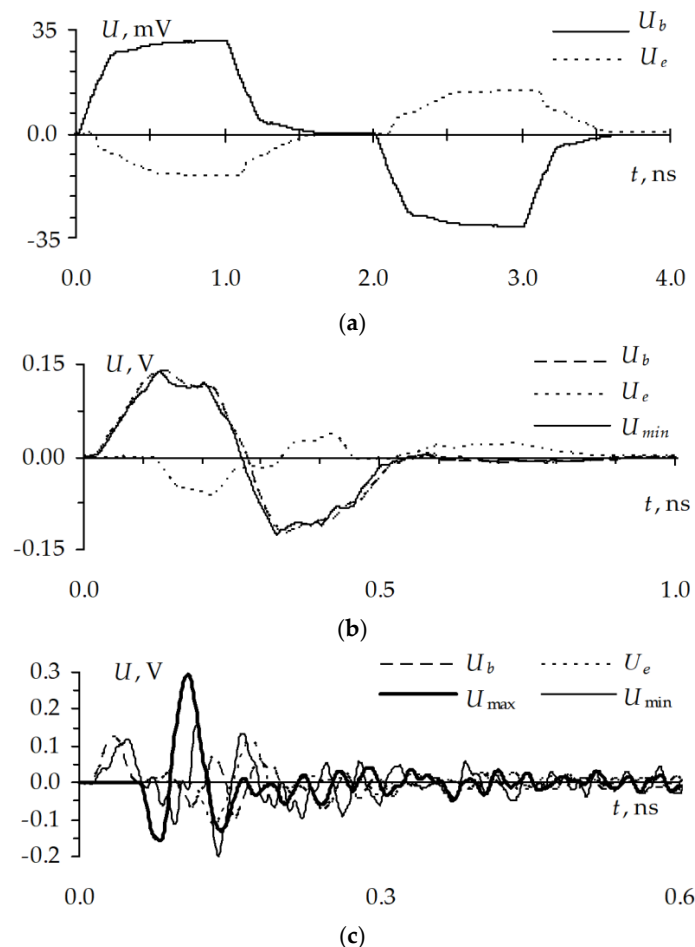 35
U, mV
U_b
U_e
0.0
t, ns
-35
0.0 1.0 2.0 3.0 4.0
(a)
0.15
U, V
U_b
U_e
U_min
0.00
t, ns
-0.15
0.0 0.5 1.0
(b)
0.3
U, V
U_b U_e
U_max U_min
0.2
0.1
0.0
t, ns
-0.1
-0.2
0.0 0.3 0.6
(c)